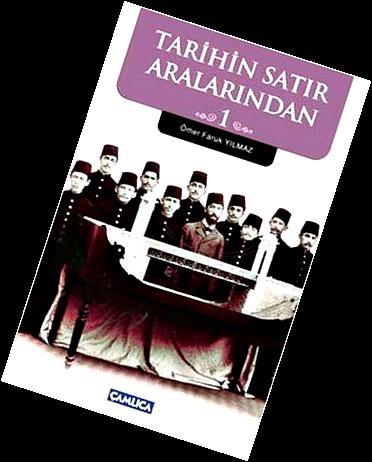 TARİHİN SATIR
ARALARINDAN
1
Ömer Faruk YILMAZ
ÇAMLICA